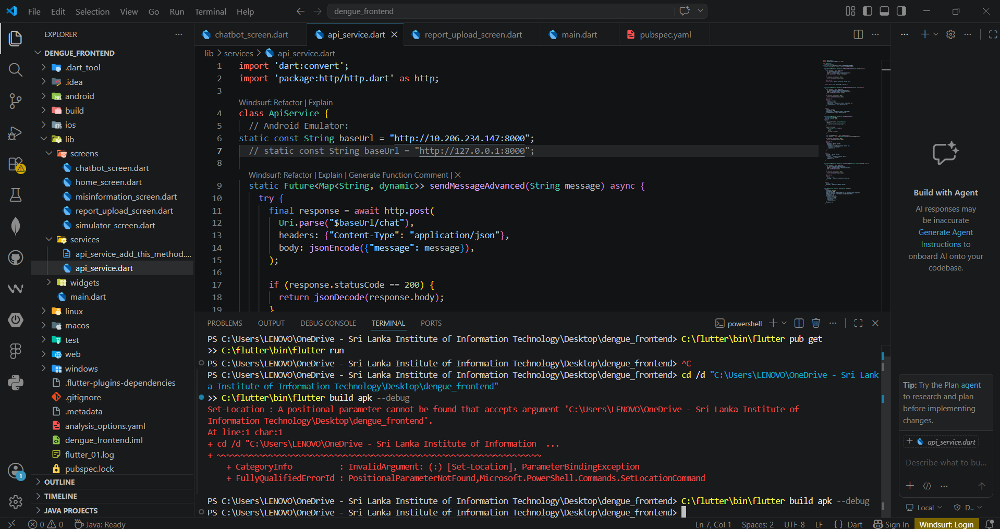 File Edit Selection View Go Run Terminal Help
dengue_frontend
EXPLORER
DENGUE_FRONTEND
.dart_tool
.idea
android
build
ios
lib
screens
chatbot_screen.dart
home_screen.dart
misinformation_screen.dart
report_upload_screen.dart
simulator_screen.dart
services
api_service_add_this_method....
api_service.dart
widgets
main.dart
linux
macos
test
web
windows
.flutter-plugins-dependencies
.gitignore
.metadata
analysis_options.yaml
dengue_frontend.iml
flutter_01.log
pubspec.lock
OUTLINE
TIMELINE
JAVA PROJECTS
chatbot_screen.dart api_service.dart report_upload_screen.dart main.dart pubspec.yaml
lib > services > api_service.dart
1 import 'dart:convert';
2 import 'package:http/http.dart' as http;
3
Windsurf: Refactor | Explain
4 class ApiService {
5 // Android Emulator:
6 static const String baseUrl = "http://10.206.234.147:8000";
7 // static const String baseUrl = "http://127.0.0.1:8000";
8
Windsurf: Refactor | Explain | Generate Function Comment | X
9 static Future<Map<String, dynamic>> sendMessageAdvanced(String message) async {
10 try {
11 final response = await http.post(
12 Uri.parse("$baseUrl/chat"),
13 headers: {"Content-Type": "application/json"},
14 body: jsonEncode({"message": message}),
15 );
16
17 if (response.statusCode == 200) {
18 return jsonDecode(response.body);
19 }
PROBLEMS OUTPUT DEBUG CONSOLE TERMINAL PORTS
powershell
PS C:\Users\LENOVO\OneDrive - Sri Lanka Institute of Information Technology\Desktop\dengue_frontend> C:\flutter\bin\flutter pub get
>> C:\flutter\bin\flutter run
PS C:\Users\LENOVO\OneDrive - Sri Lanka Institute of Information Technology\Desktop\dengue_frontend> ^C
PS C:\Users\LENOVO\OneDrive - Sri Lanka Institute of Information Technology\Desktop\dengue_frontend> cd /d "C:\Users\LENOVO\OneDrive - Sri Lank
a Institute of Information Technology\Desktop\dengue_frontend"
>> C:\flutter\bin\flutter build apk --debug
Set-Location : A positional parameter cannot be found that accepts argument 'C:\Users\LENOVO\OneDrive - Sri Lanka Institute of
Information Technology\Desktop\dengue_frontend'.
At line:1 char:1
+ cd /d "C:\Users\LENOVO\OneDrive - Sri Lanka Institute of Information ...
+ ~~~~~~~~~~~~~~~~~~~~~~~~~~~~~~~~~~~~~~~~~~~~~~~~~~~~~~~~~~~~~~~~~~~~~
+ CategoryInfo : InvalidArgument: (:) [Set-Location], ParameterBindingException
+ FullyQualifiedErrorId : PositionalParameterNotFound,Microsoft.PowerShell.Commands.SetLocationCommand
PS C:\Users\LENOVO\OneDrive - Sri Lanka Institute of Information Technology\Desktop\dengue_frontend> C:\flutter\bin\flutter build apk --debug
PS C:\Users\LENOVO\OneDrive - Sri Lanka Institute of Information Technology\Desktop\dengue_frontend>
Build with Agent
AI responses may
be inaccurate
Generate Agent
Instructions to
onboard AI onto your
codebase.
Tip: Try the Plan agent
to research and plan
before implementing
changes.
api_service.dart
Describe what to bu...
Local
D..
1
0 0 Java: Ready
Ln 7, Col 1 Spaces: 2 UTF-8 LF {} Dart Sign In Windsurf: Login